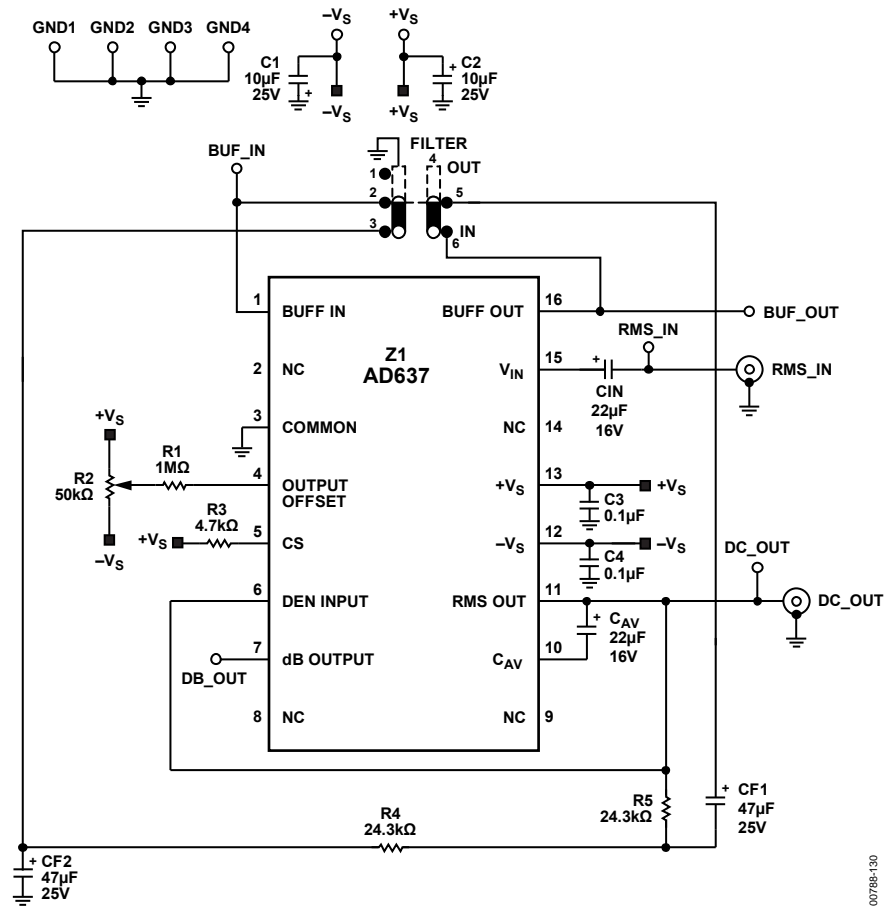 GND1 GND2 GND3 GND4
–VS
+VS
C1
10µF
25V
+
–VS
+VS
+ C2
10µF
25V
BUF_IN
FILTER
4
OUT
1
2
3
5
IN
6
1 BUFF IN
BUFF OUT 16
BUF_OUT
Z1
AD637
2 NC
VIN 15
+
CIN
22µF
16V
RMS_IN
RMS_IN
3 COMMON
NC 14
+VS
R2
50kΩ
–VS
R1
1MΩ
4 OUTPUT
OFFSET
+VS 13
C3
0.1µF
+VS
+VS
R3
4.7kΩ
5 CS
–VS 12
C4
0.1µF
–VS
6 DEN INPUT
RMS OUT 11
DC_OUT
DC_OUT
DB_OUT
7 dB OUTPUT
CAV 10
+ CAV
22µF
16V
8 NC
NC 9
R4
24.3kΩ
R5
24.3kΩ
+ CF1
47µF
25V
+ CF2
47µF
25V
00788-130